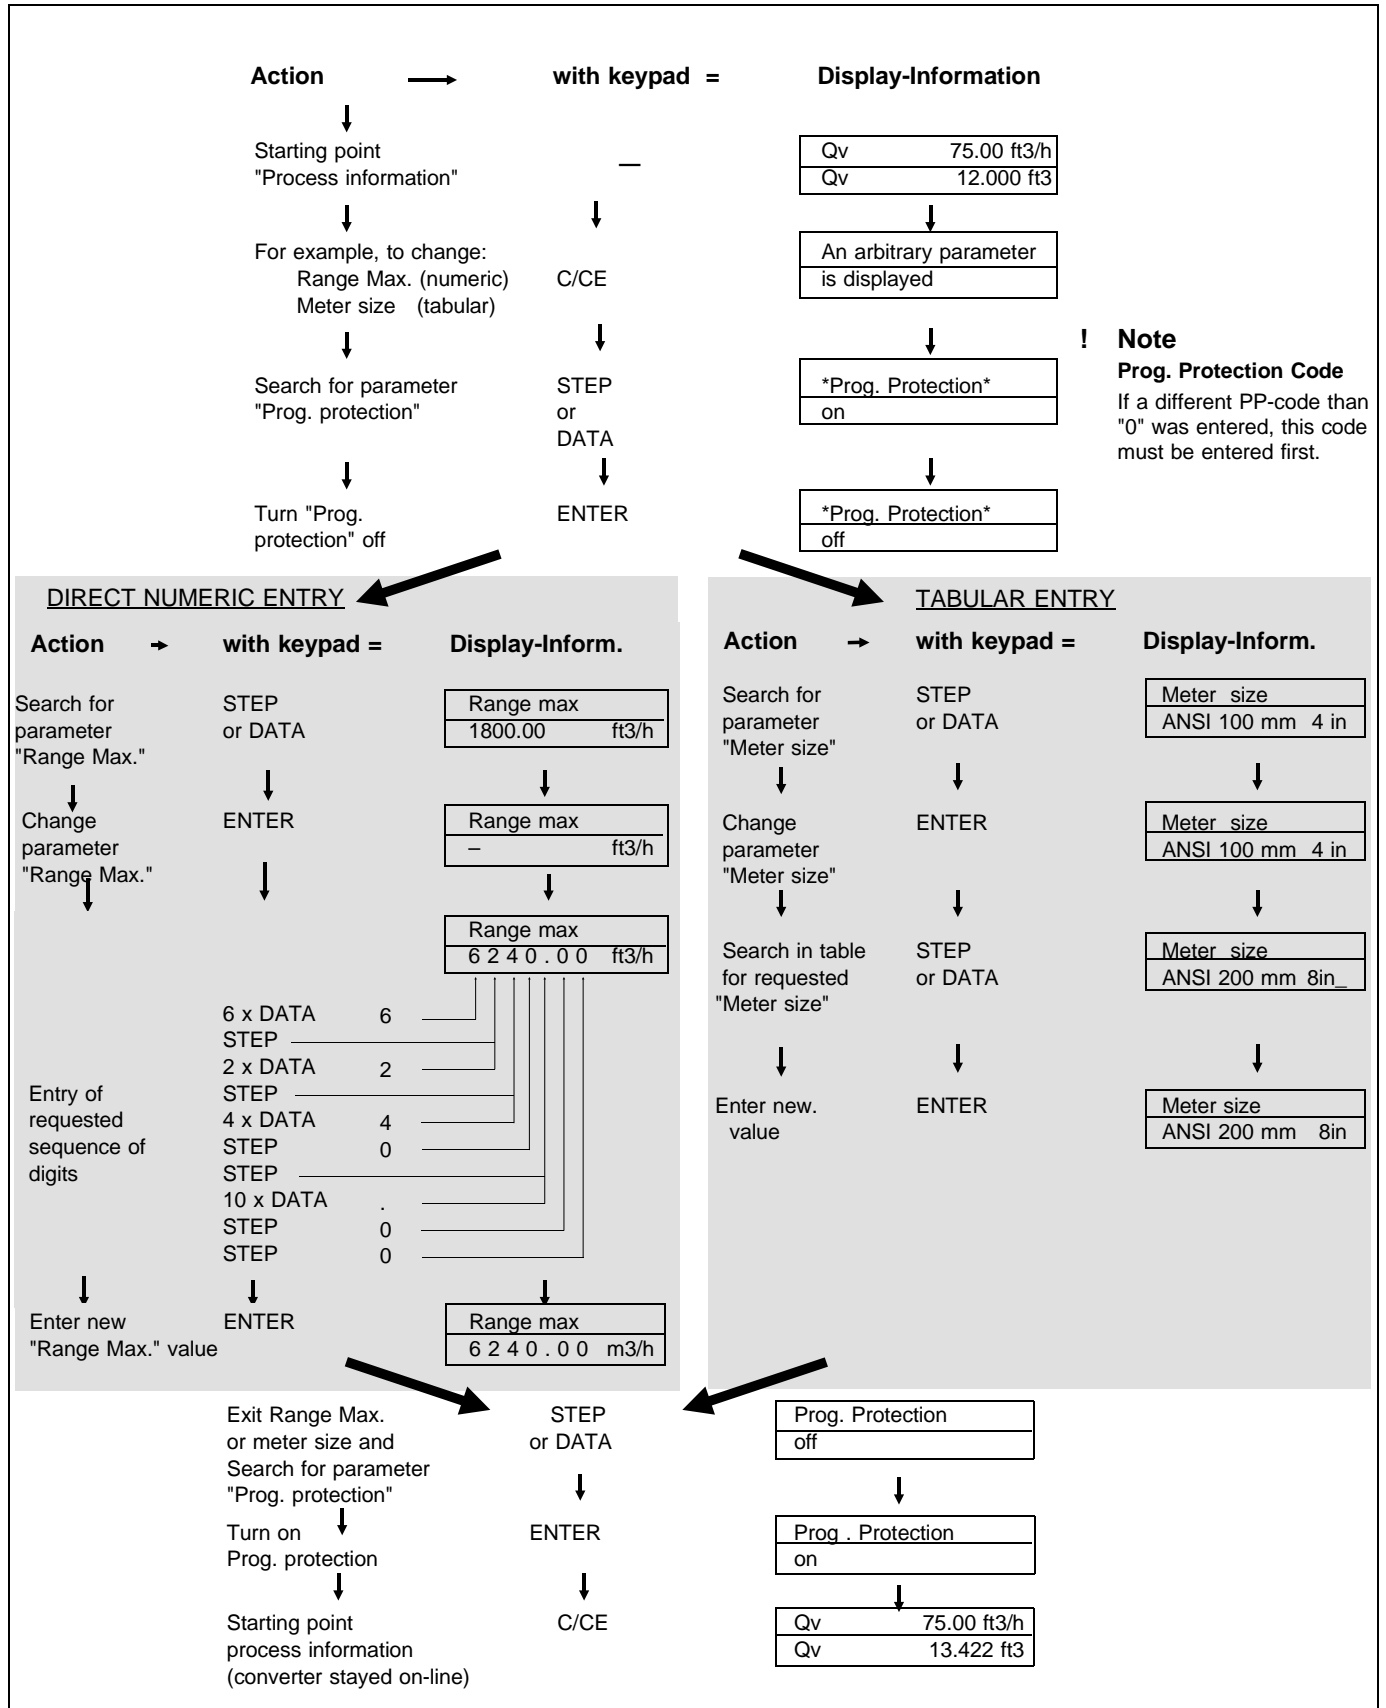 Action with keypad = Display-Information
Starting point
"Process information"
—
Qv 75.00 ft3/h
Qv 12.000 ft3
For example, to change:
Range Max. (numeric)
Meter size (tabular)
C/CE
An arbitrary parameter
is displayed
Search for parameter
"Prog. protection"
STEP
or
DATA
*Prog. Protection*
on
! Note
Prog. Protection Code
If a different PP-code than
"0" was entered, this code
must be entered first.
Turn "Prog.
protection" off
ENTER
*Prog. Protection*
off
DIRECT NUMERIC ENTRY
Action with keypad = Display-Inform.
Search for
parameter
"Range Max."
STEP
or DATA
Range max
1800.00 ft3/h
Change
parameter
"Range Max."
ENTER
Range max
– ft3/h
Range max
6 2 4 0 . 0 0 ft3/h
Entry of
requested
sequence of
digits
6 x DATA 6
STEP
2 x DATA 2
STEP
4 x DATA 4
STEP 0
STEP
10 x DATA .
STEP 0
STEP 0
Enter new
"Range Max." value
ENTER
Range max
6 2 4 0 . 0 0 m3/h
TABULAR ENTRY
Action with keypad = Display-Inform.
Search for
parameter
"Meter size"
STEP
or DATA
Meter size
ANSI 100 mm 4 in
Change
parameter
"Meter size"
ENTER
Meter size
ANSI 100 mm 4 in
Search in table
for requested
"Meter size"
STEP
or DATA
Meter size
ANSI 200 mm 8in_
Enter new.
value
ENTER
Meter size
ANSI 200 mm 8in
Exit Range Max.
or meter size and
Search for parameter
"Prog. protection"
STEP
or DATA
Prog. Protection
off
Turn on
Prog. protection
ENTER
Prog . Protection
on
Starting point
process information
(converter stayed on-line)
C/CE
Qv 75.00 ft3/h
Qv 13.422 ft3